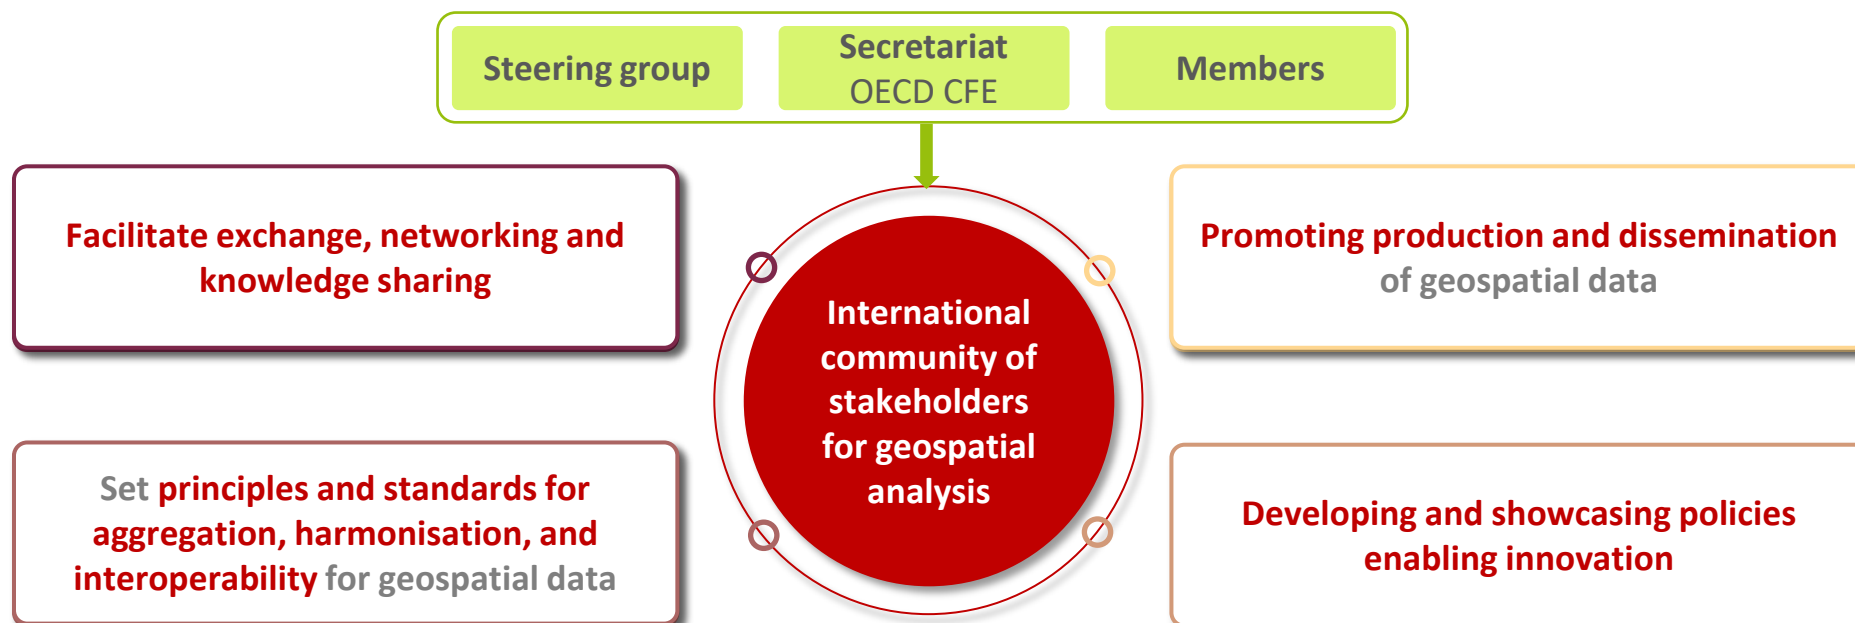 Steering group
Secretariat
OECD CFE
Members
Facilitate exchange, networking and
knowledge sharing
Promoting production and dissemination
of geospatial data
International
community of
stakeholders
for geospatial
analysis
Set principles and standards for
aggregation, harmonisation, and
interoperability for geospatial data
Developing and showcasing policies
enabling innovation